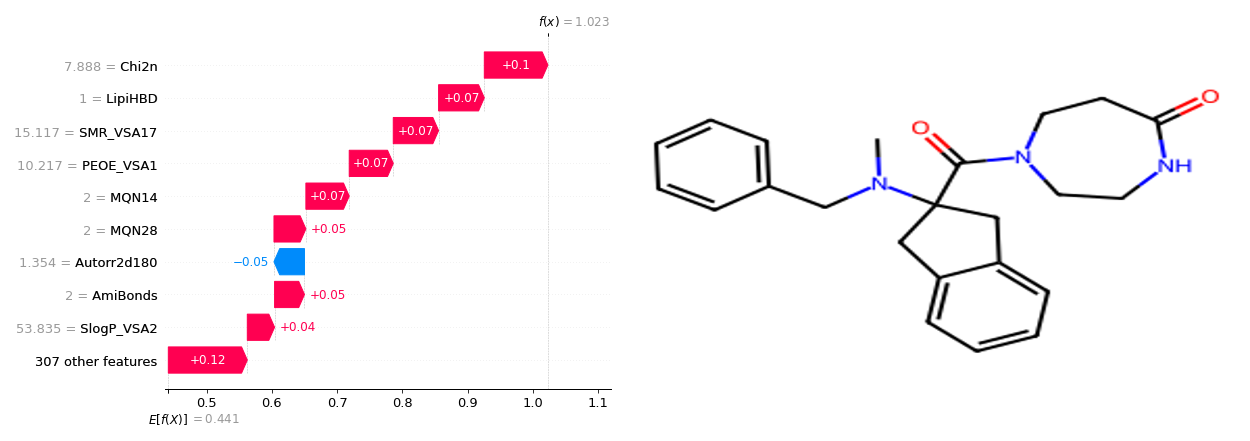 f(x) = 1.023
7.888 = Chi2n
+0.1
1 = LipiHBD
+0.07
15.117 = SMR_VSA17
+0.07
10.217 = PEOE_VSA1
+0.07
2 = MQN14
+0.07
2 = MQN28
+0.05
1.354 = Autorr2d180
−0.05
2 = AmiBonds
+0.05
53.835 = SlogP_VSA2
+0.04
307 other features
+0.12
0.5 0.6 0.7 0.8 0.9 1.0 1.1
E[f(X)] = 0.441
O
O
N
NH
N